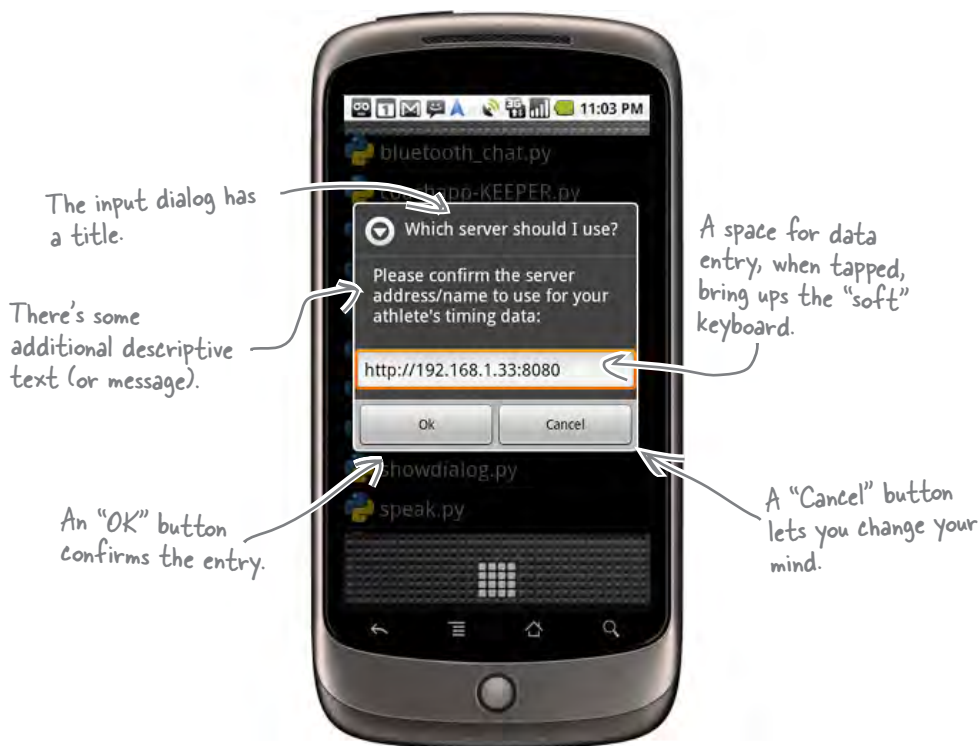 11:03 PM
bluetooth_chat.py
coachapp-KEEPER.py
The input dialog has
a title.
Which server should I use?
A space for data
entry, when tapped,
bring ups the “soft”
keyboard.
There's some
additional descriptive
text (or message).
Please confirm the server
address/name to use for your
athlete's timing data:
http://192.168.1.33:8080
Ok
Cancel
showdialog.py
speak.py
An “OK” button
confirms the entry.
A “Cancel” button
lets you change your
mind.